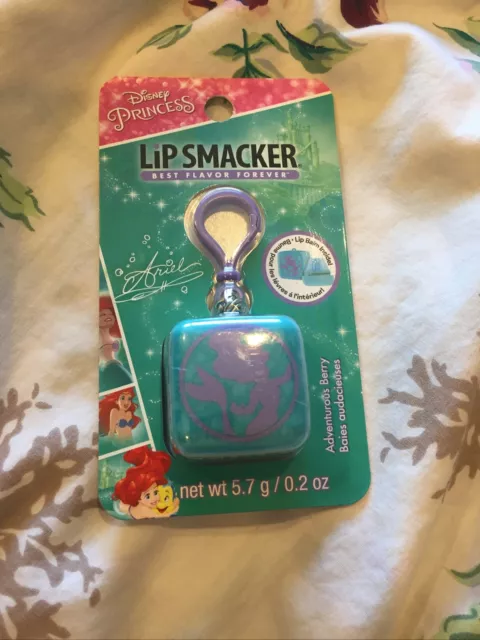 Disney
PRINCESS
LiP SMACKER
BEST FLAVOR FOREVER
Ariel
Lip Balm Inside!
Baume pour les lèvres à l'intérieur!
Adventurous Berry
Baies audacieuses
net wt 5.7 g / 0.2 oz